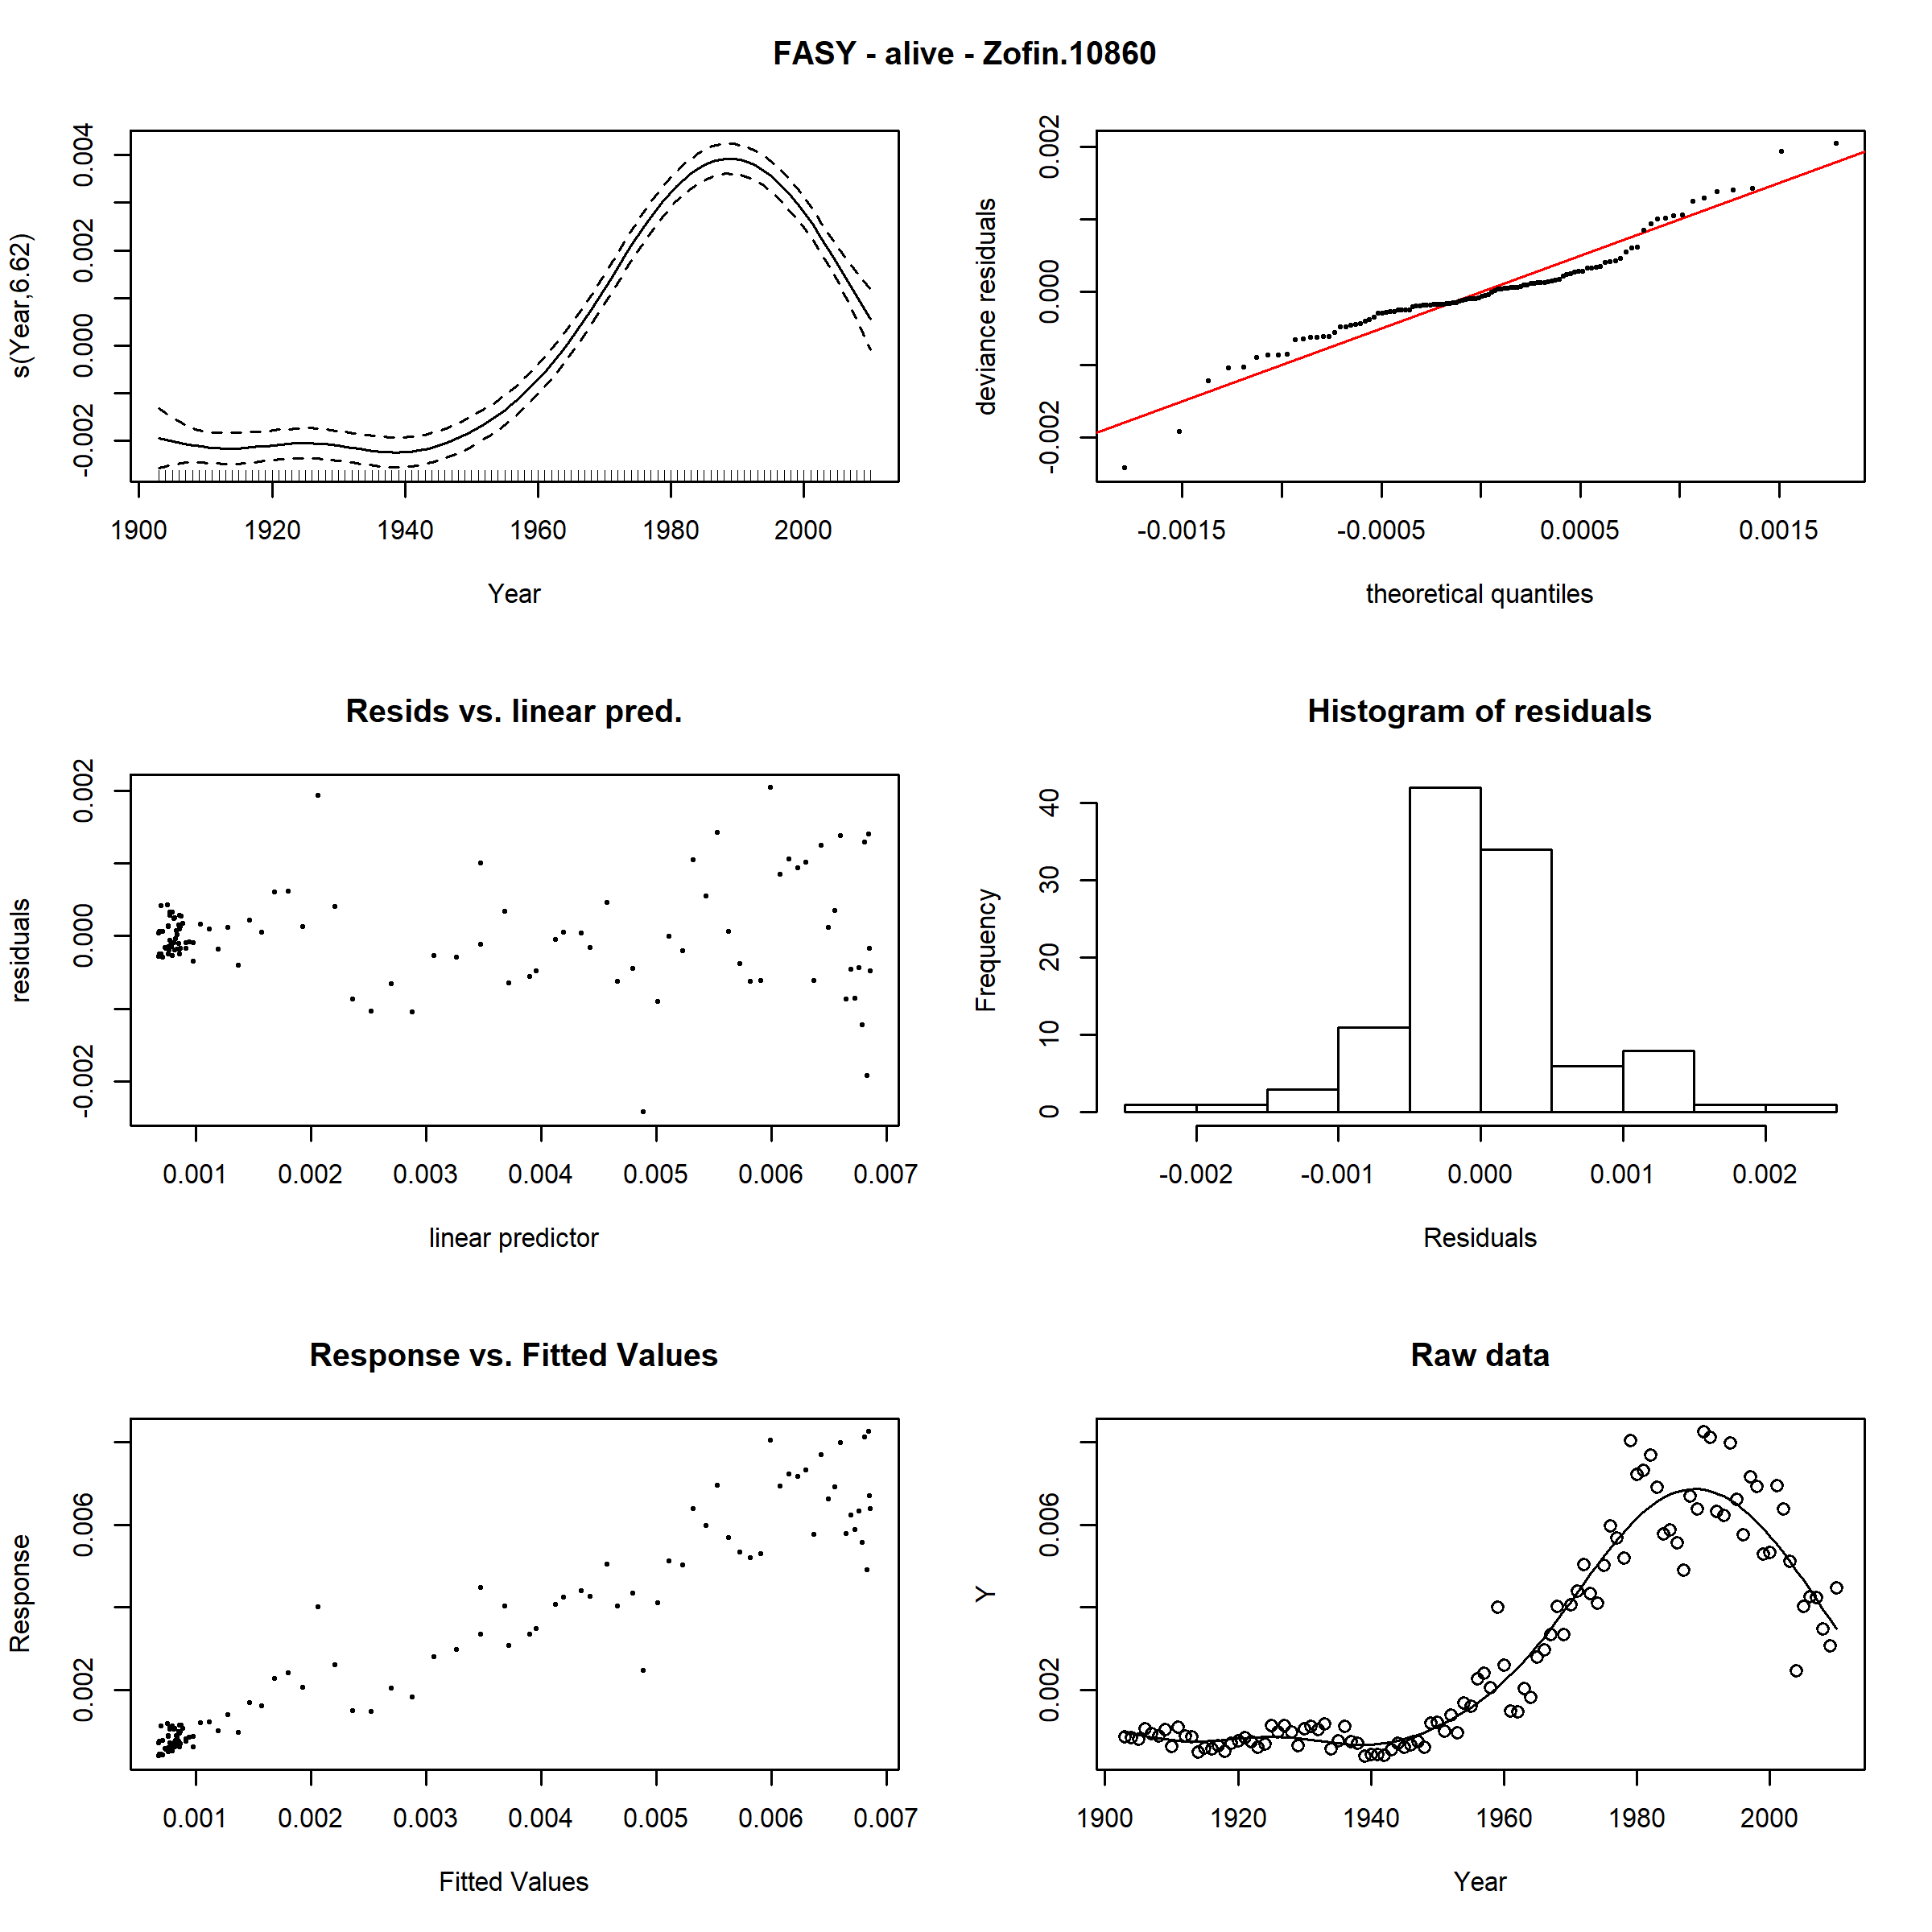 FASY - alive - Zofin.10860
s(Year,6.62)
-0.002 0.000 0.002 0.004
1900 1920 1940 1960 1980 2000
Year
deviance residuals
-0.002 0.000 0.002
-0.0015 -0.0005 0.0005 0.0015
theoretical quantiles
Resids vs. linear pred.
residuals
-0.002 0.000 0.002
0.001 0.002 0.003 0.004 0.005 0.006 0.007
linear predictor
Histogram of residuals
Frequency
0 10 20 30 40
-0.002 -0.001 0.000 0.001 0.002
Residuals
Response vs. Fitted Values
Response
0.002 0.006
0.001 0.002 0.003 0.004 0.005 0.006 0.007
Fitted Values
Raw data
Y
0.002 0.006
1900 1920 1940 1960 1980 2000
Year